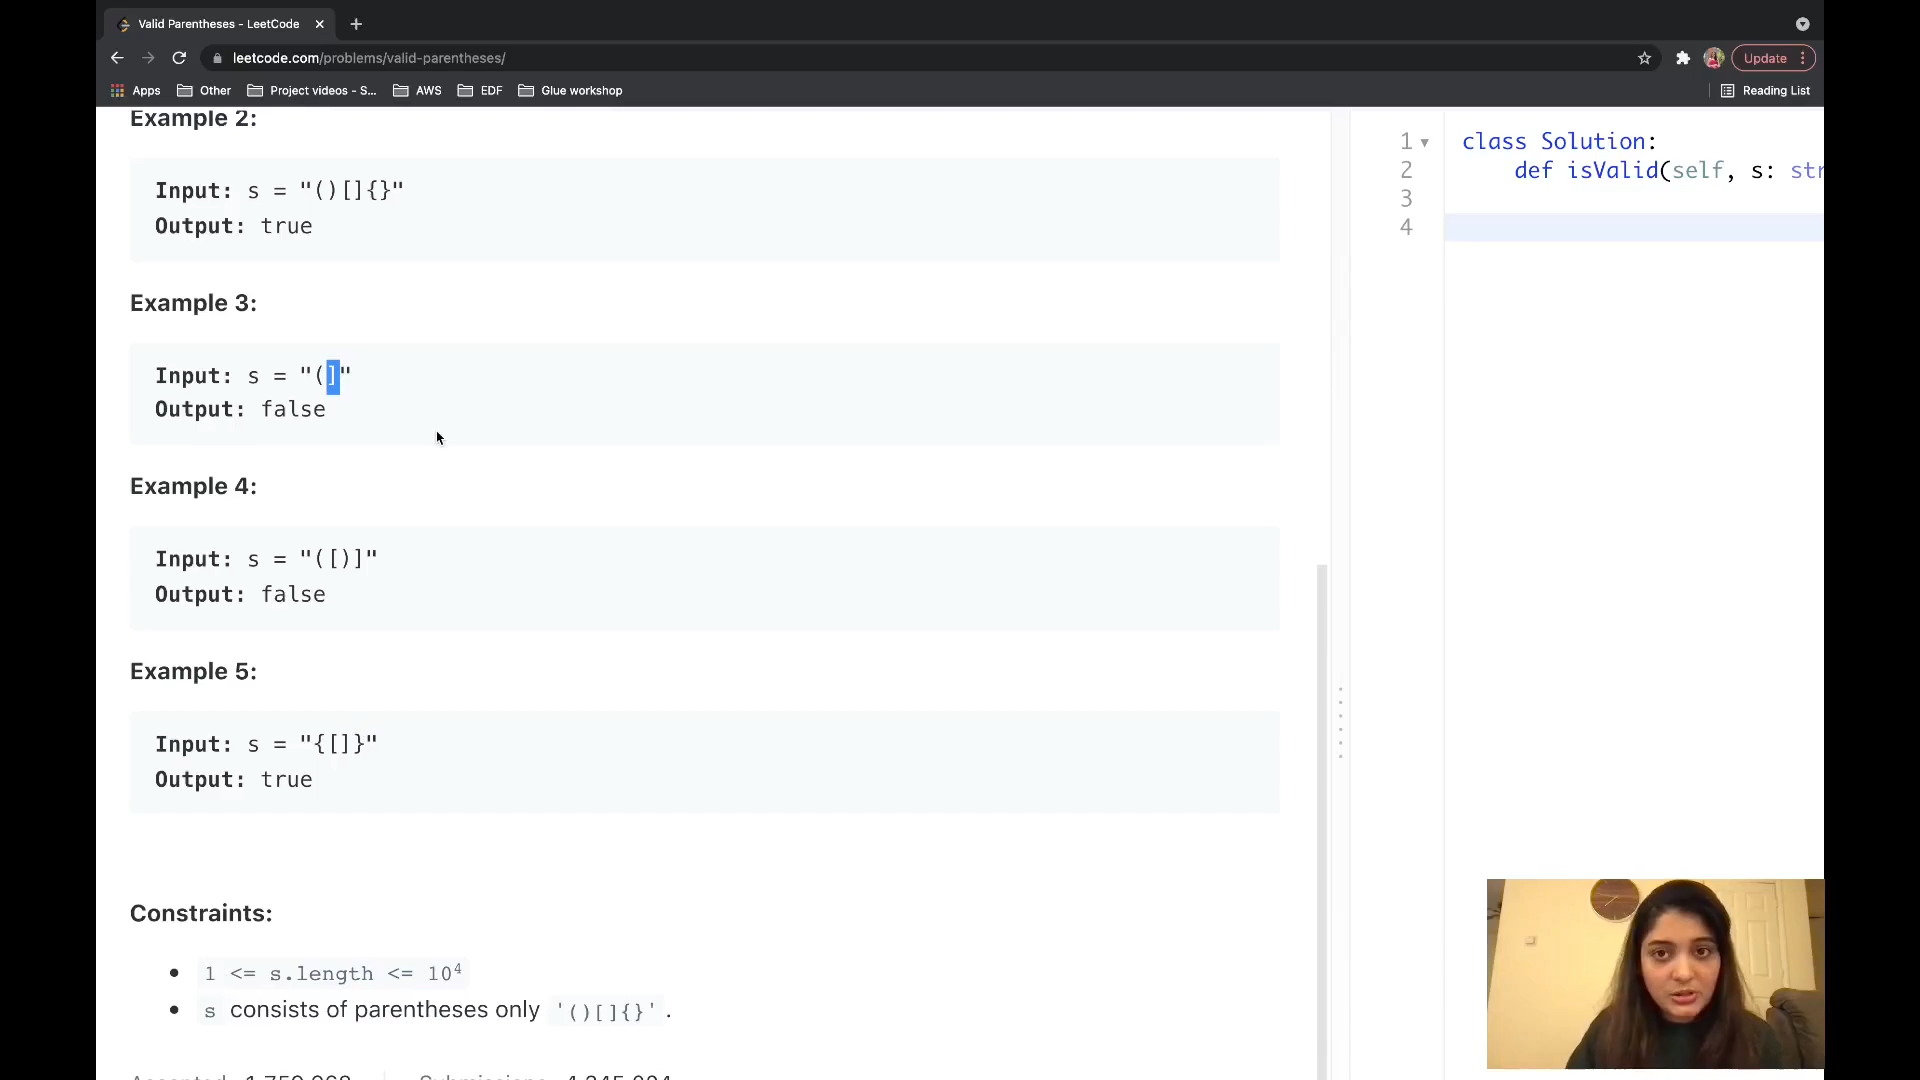 Valid Parentheses - LeetCode
leetcode.com/problems/valid-parentheses/
Update
Apps
Other
Project videos - S...
AWS
EDF
Glue workshop
Reading List
Example 2:
Input: s = "()[]{}"
Output: true
Example 3:
Input: s = "(]"
Output: false
Example 4:
Input: s = "([)]"
Output: false
Example 5:
Input: s = "{[]}"
Output: true
Constraints:
1 <= s.length <= 10⁴
s consists of parentheses only '()[]{}'.
1 class Solution:
2 def isValid(self, s: str
3
4